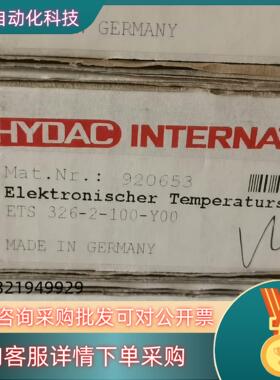 自动化科技
IN GERMANY
HYDAC INTERNA
Mat.Nr.: 920653
Elektronischer Temperaturs
ETS 326-2-100-Y00
MADE IN GERMANY
321949929
咨询采购批发可对公开票
客服详情下单采购